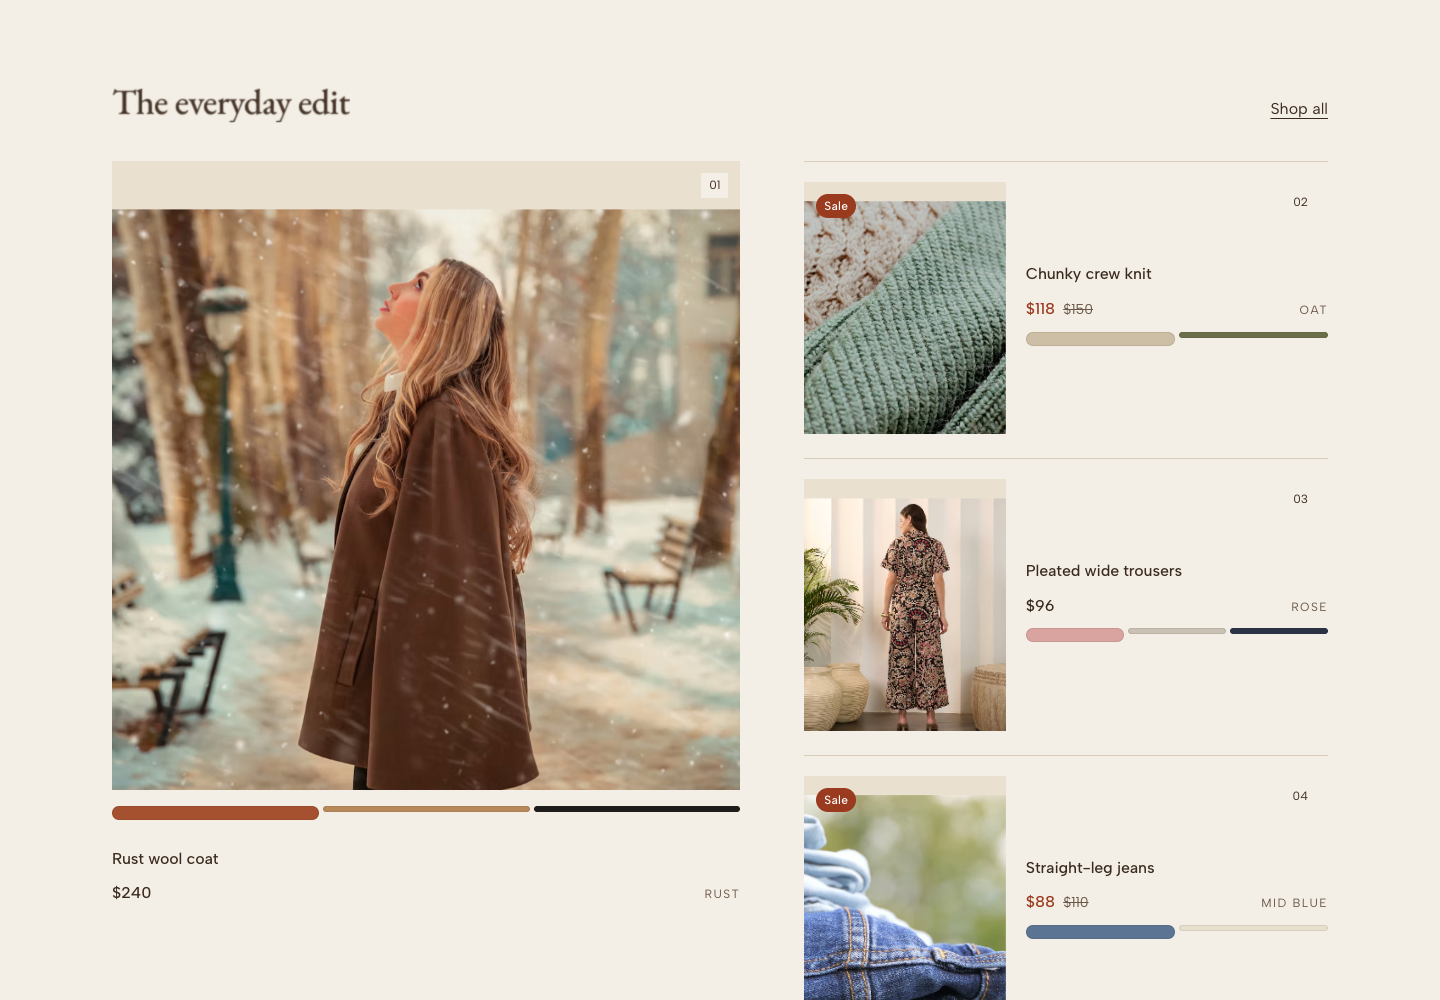 The everyday edit
Shop all
01
Rust wool coat
$240
RUST
Sale
02
Chunky crew knit
$118 $150
OAT
03
Pleated wide trousers
$96
ROSE
Sale
04
Straight-leg jeans
$88 $110
MID BLUE